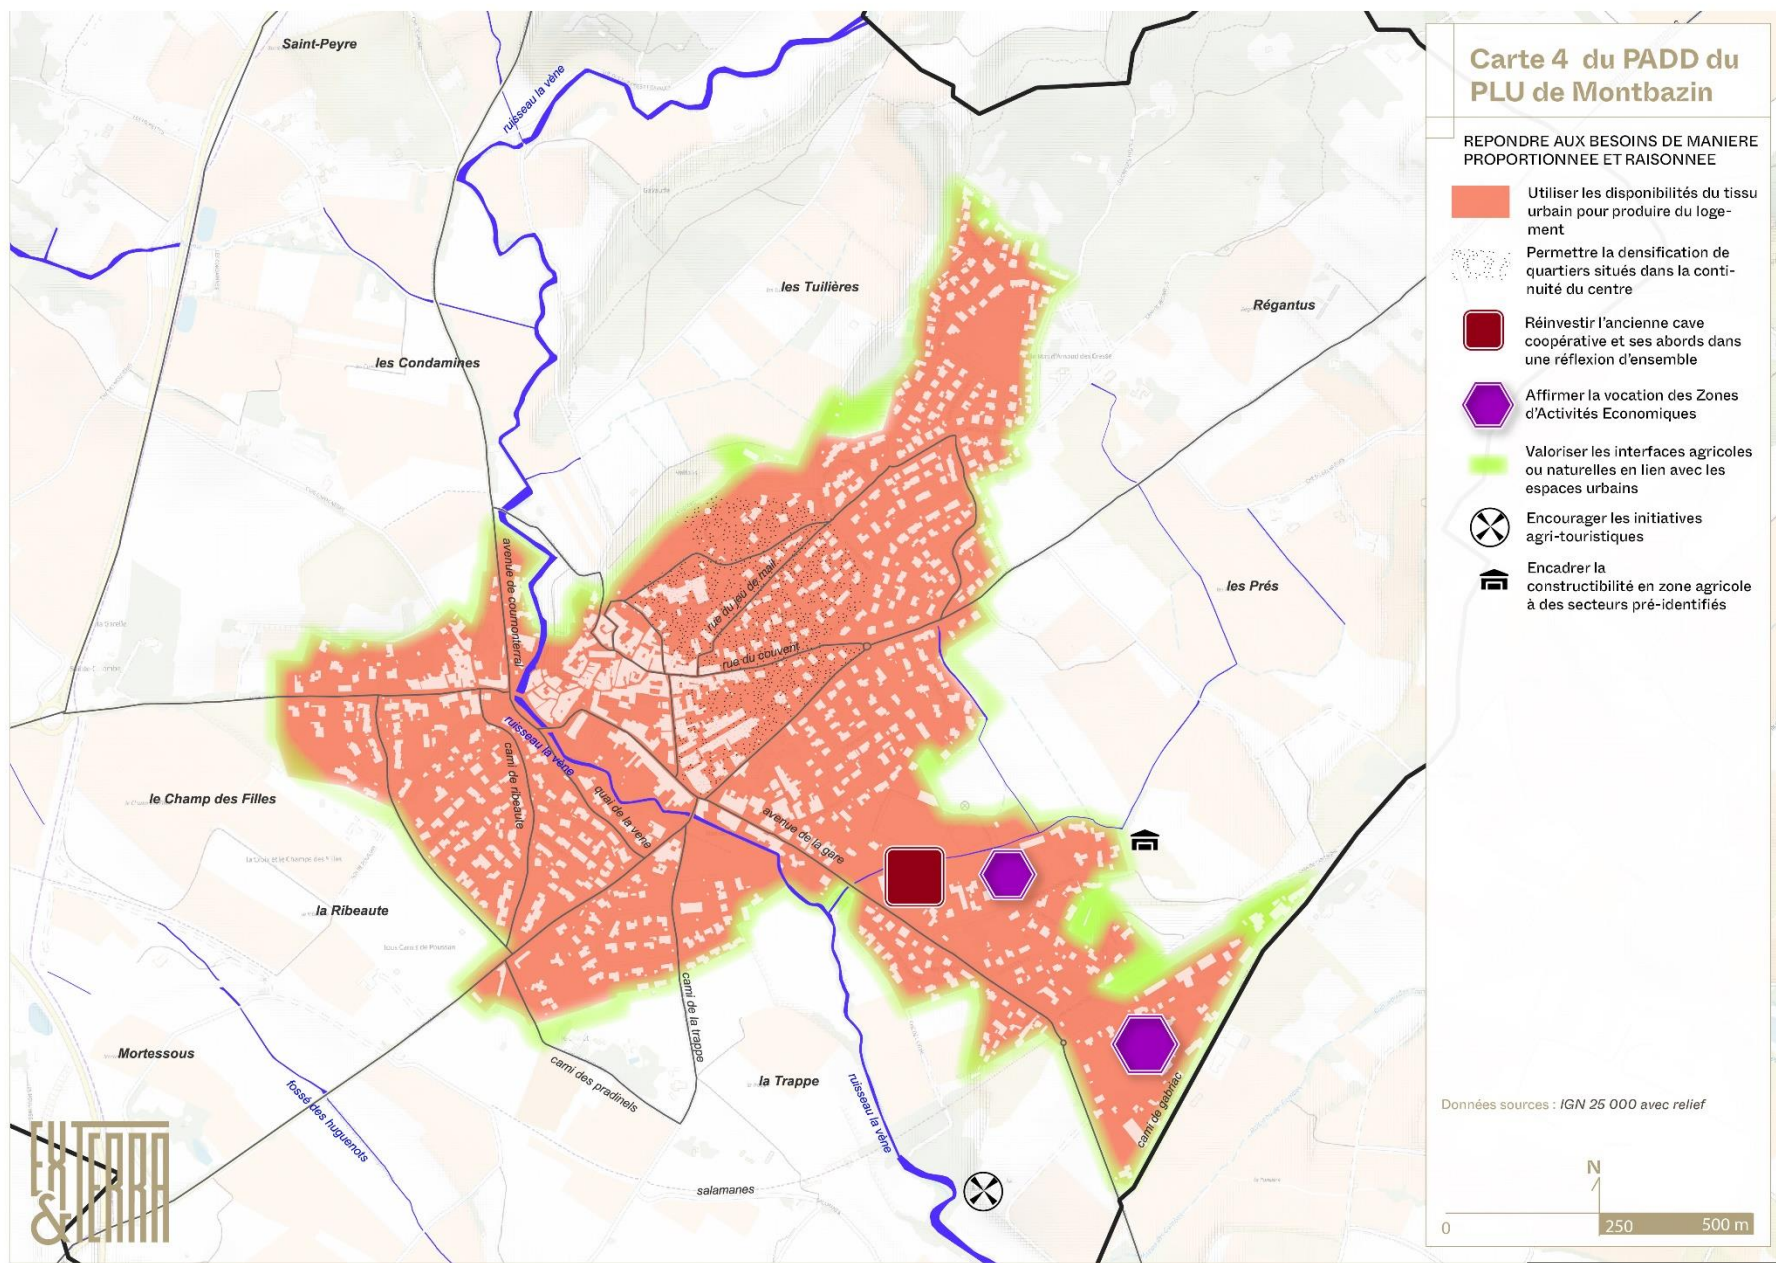 Carte 4 du PADD du
PLU de Montbazin
REPONDRE AUX BESOINS DE MANIERE
PROPORTIONNEE ET RAISONNEE
Utiliser les disponibilités du tissu
urbain pour produire du loge-
ment
Permettre la densification de
quartiers situés dans la conti-
nuité du centre
Réinvestir l'ancienne cave
coopérative et ses abords dans
une réflexion d'ensemble
Affirmer la vocation des Zones
d'Activités Economiques
Valoriser les interfaces agricoles
ou naturelles en lien avec les
espaces urbains
Encourager les initiatives
agri-touristiques
Encadrer la
constructibilité en zone agricole
à des secteurs pré-identifiés
Données sources : IGN 25 000 avec relief
N
0
250
500 m
Saint-Peyre
ruisseau la vène
les Tuilières
Régantus
les Condamines
avenue de cournonterral
rue du jeu de mail
les Prés
rue du couvent
ruisseau la vène
cami de ribeaute
quai de la vene
le Champ des Filles
avenue de la gare
la Ribeaute
cami de la trappe
Mortessous
fossé des huguenots
cami des pradinels
la Trappe
ruisseau la vène
cami de gabriac
salamanes
EX
&
TERRA